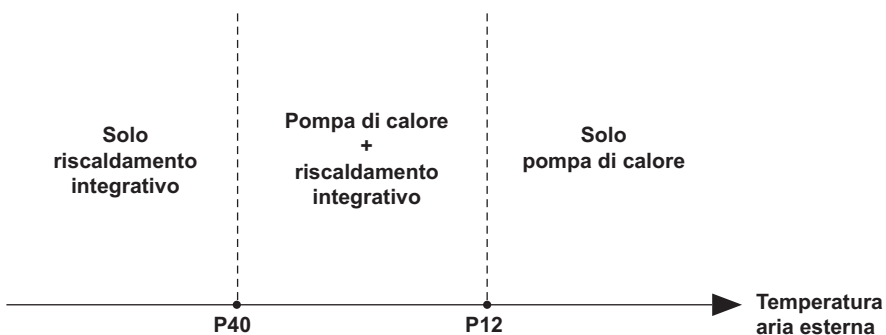 Solo
riscaldamento
integrativo
Pompa di calore
+
riscaldamento
integrativo
Solo
pompa di calore
P40
P12
Temperatura
aria esterna